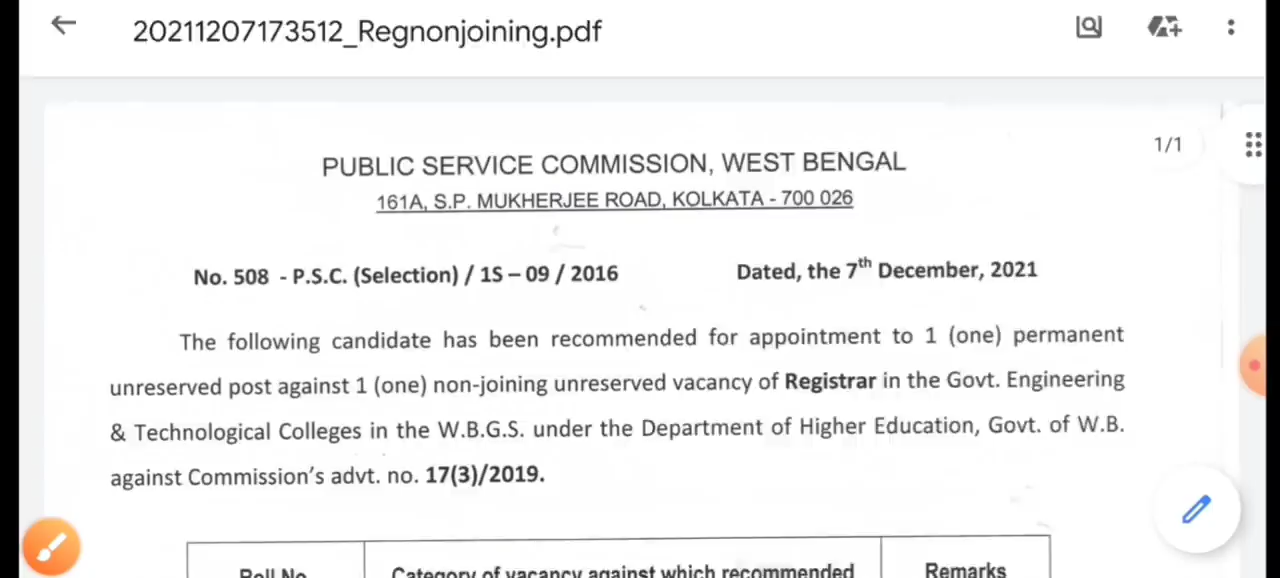 20211207173512_Regnonjoining.pdf
1/1
PUBLIC SERVICE COMMISSION, WEST BENGAL
161A, S.P. MUKHERJEE ROAD, KOLKATA - 700 026
No. 508 - P.S.C. (Selection) / 1S – 09 / 2016 Dated, the 7th December, 2021
The following candidate has been recommended for appointment to 1 (one) permanent
unreserved post against 1 (one) non-joining unreserved vacancy of Registrar in the Govt. Engineering
& Technological Colleges in the W.B.G.S. under the Department of Higher Education, Govt. of W.B.
against Commission's advt. no. 17(3)/2019.
Roll No Category of vacancy against which recommended Remarks